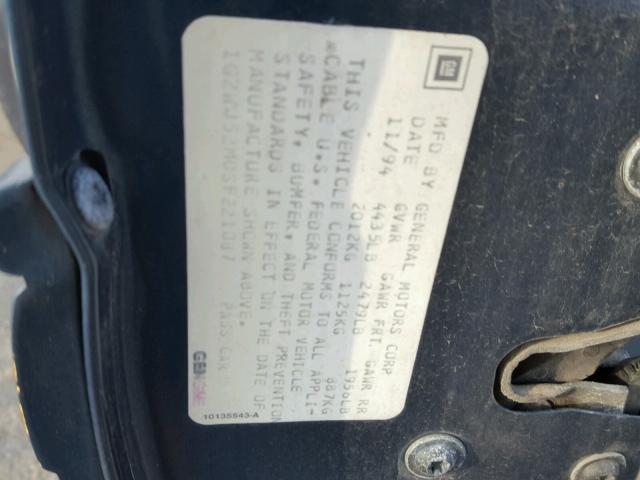 GM
MFD BY GENERAL MOTORS CORP
DATE GVWR GAWR FRT. GAWR RR
11/94 4435LB 2479LB 1956LB
2012KG 1125KG 887KG
THIS VEHICLE CONFORMS TO ALL APPLI-
CABLE U.S. FEDERAL MOTOR VEHICLE
SAFETY, BUMPER, AND THEFT PREVENTION
STANDARDS IN EFFECT ON THE DATE OF
MANUFACTURE SHOWN ABOVE.
PASS CAR
10135543-A